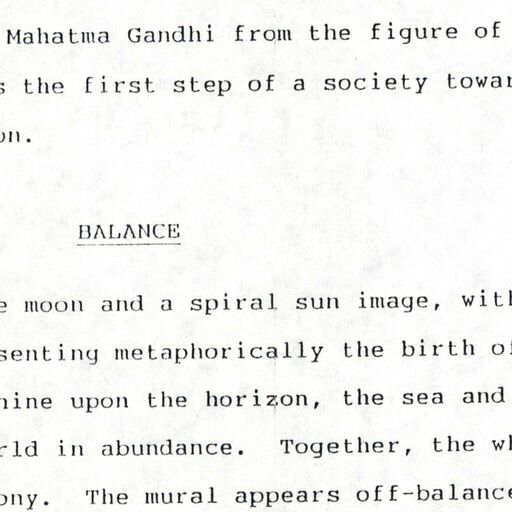 Mahatma Gandhi from the figure of
s the first step of a society towar
on.
BALANCE
e moon and a spiral sun image, with
senting metaphorically the birth of
hine upon the horizon, the sea and
rld in abundance. Together, the wh
ony. The mural appears off-balance